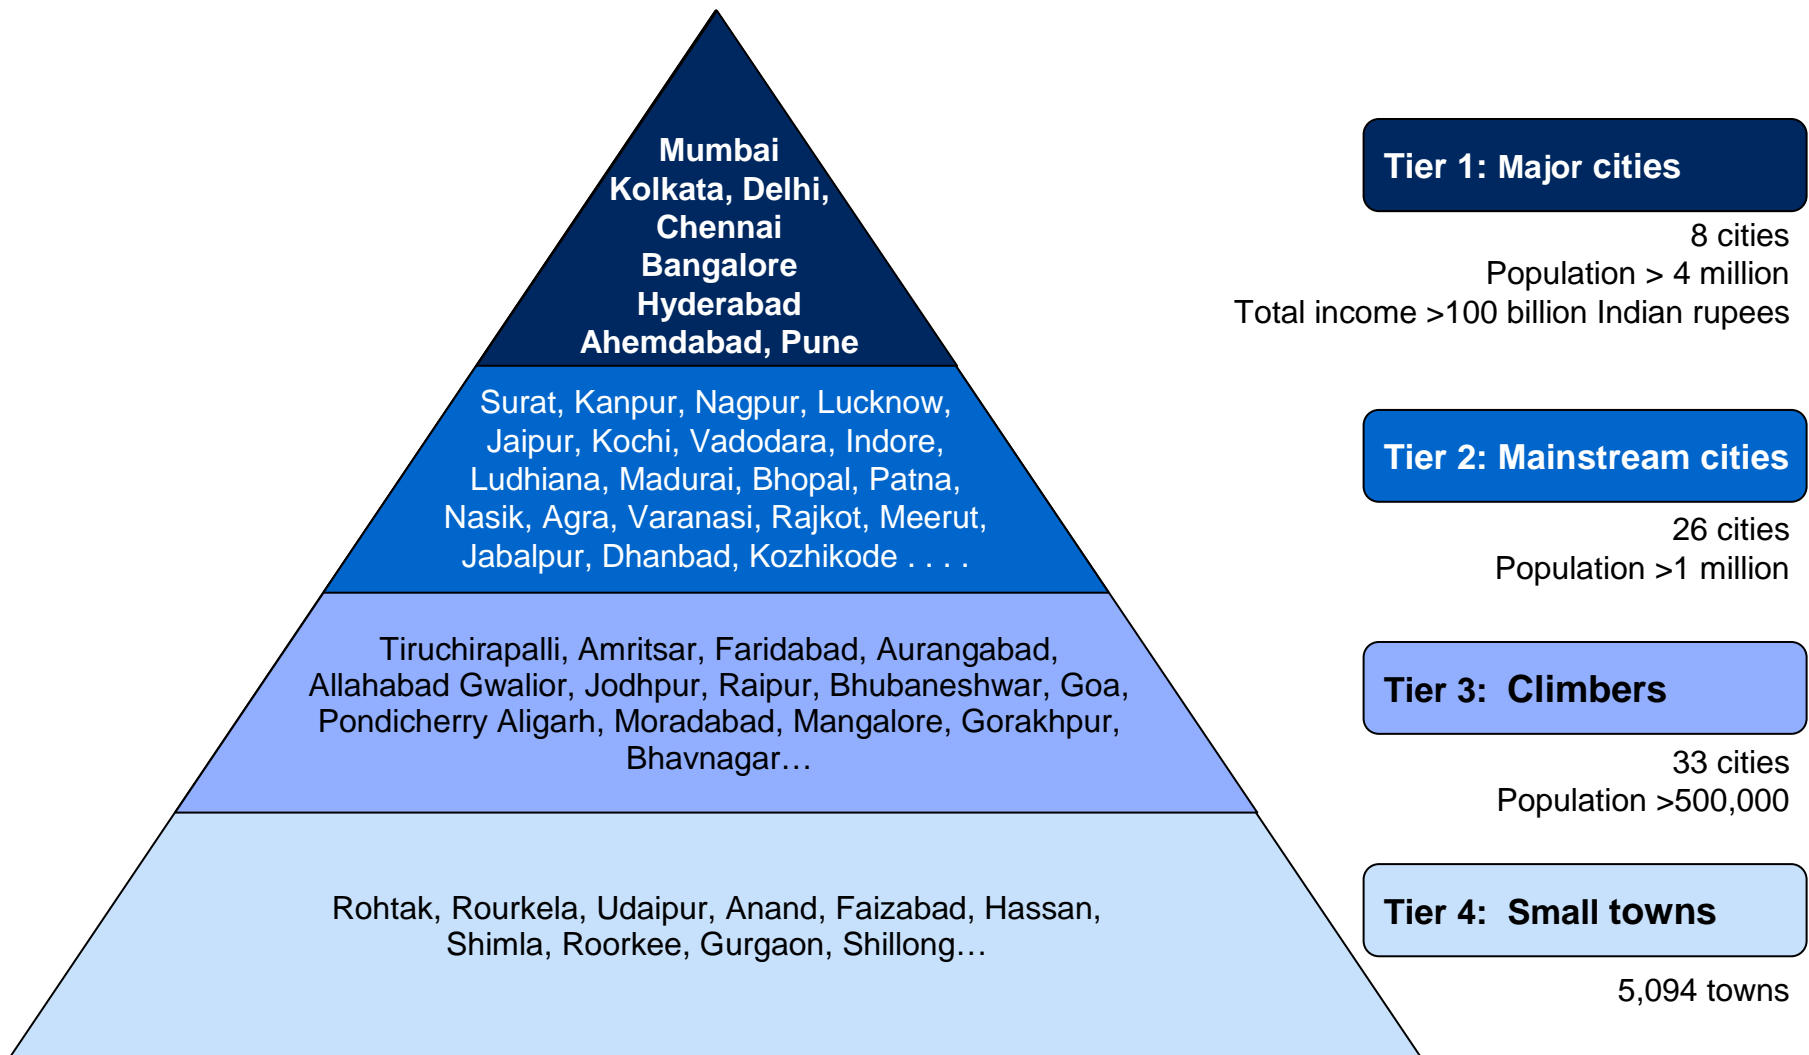 Mumbai
Kolkata, Delhi,
Chennai
Bangalore
Hyderabad
Ahemdabad, Pune
Tier 1: Major cities
8 cities
Population > 4 million
Total income >100 billion Indian rupees
Surat, Kanpur, Nagpur, Lucknow,
Jaipur, Kochi, Vadodara, Indore,
Ludhiana, Madurai, Bhopal, Patna,
Nasik, Agra, Varanasi, Rajkot, Meerut,
Jabalpur, Dhanbad, Kozhikode . . . .
Tier 2: Mainstream cities
26 cities
Population >1 million
Tiruchirapalli, Amritsar, Faridabad, Aurangabad,
Allahabad Gwalior, Jodhpur, Raipur, Bhubaneshwar, Goa,
Pondicherry Aligarh, Moradabad, Mangalore, Gorakhpur,
Bhavnagar…
Tier 3: Climbers
33 cities
Population >500,000
Rohtak, Rourkela, Udaipur, Anand, Faizabad, Hassan,
Shimla, Roorkee, Gurgaon, Shillong…
Tier 4: Small towns
5,094 towns